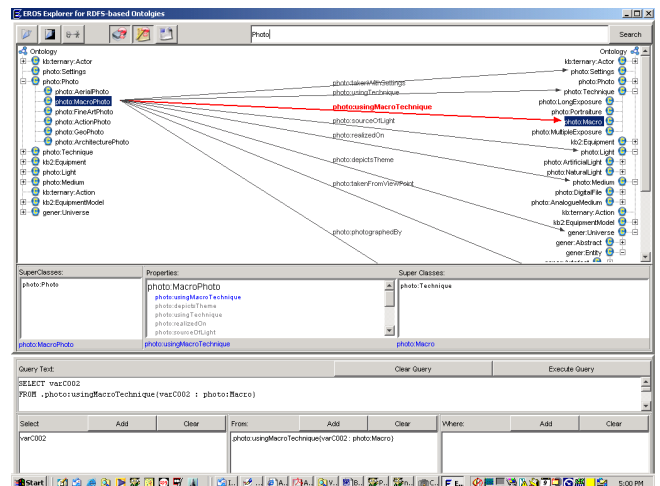 EROS Explorer for RDFS-based Ontolgies
Photo
Search
Ontology
kb:ternary:Actor
photo:Settings
photo:Photo
photo:AerialPhoto
photo:MacroPhoto
photo:FineArtPhoto
photo:ActionPhoto
photo:GeoPhoto
photo:ArchitecturePhoto
photo:Technique
kb2:Equipment
photo:Light
photo:Medium
kb:ternary:Action
kb2:EquipmentModel
gener:Universe
photo:takenWithSettings
photo:usingTechnique
photo:usingMacroTechnique
photo:sourceOfLight
photo:realizedOn
photo:depictsTheme
photo:takenFromViewPoint
photo:photographedBy
Ontology
kb:ternary:Actor
photo:Settings
photo:Photo
photo:Technique
photo:LongExposure
photo:Portraiture
photo:Macro
photo:MultipleExposure
kb2:Equipment
photo:Light
photo:ArtificialLight
photo:NaturalLight
photo:Medium
photo:DigitalFile
photo:AnalogueMedium
kb:ternary:Action
kb2:EquipmentModel
gener:Universe
gener:Abstract
gener:Entity
SuperClasses:
photo:Photo
photo:MacroPhoto
Properties:
photo:MacroPhoto
photo:usingMacroTechnique
photo:depictsTheme
photo:usingTechnique
photo:realizedOn
photo:sourceOfLight
photo:usingMacroTechnique
Super Classes:
photo:Technique
photo:Macro
Query Text:
Clear Query
Execute Query
SELECT varC002
FROM .photo:usingMacroTechnique(varC002 : photo:Macro)
Select
Add
Clear
From:
Add
Clear
Where:
Add
Clear
varC002
.photo:usingMacroTechnique(varC002 : photo:Macro)
Start
5:00 PM